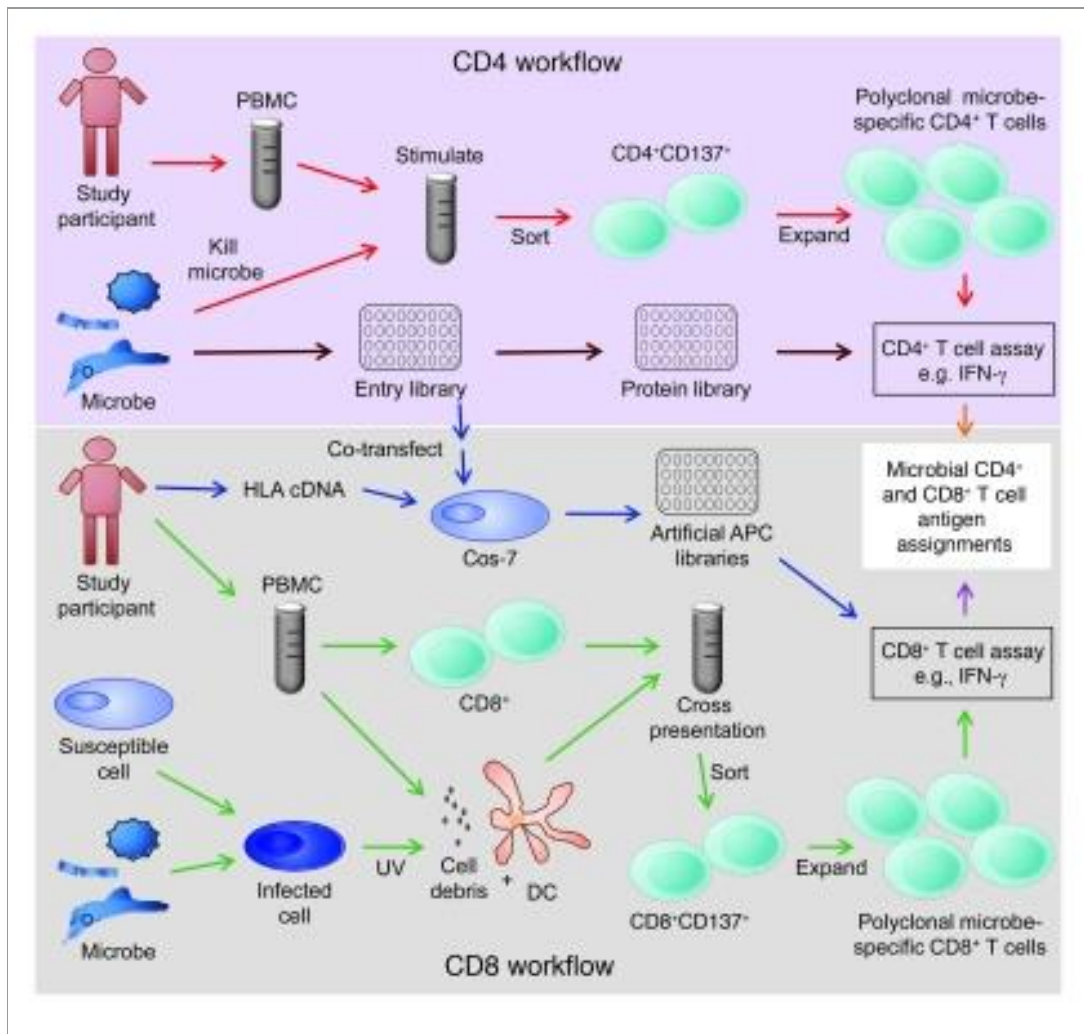 CD4 workflow
PBMC
Stimulate
CD4⁺CD137⁺
Polyclonal microbe-
specific CD4⁺ T cells
Study
participant
Kill
microbe
Sort
Expand
Microbe
Entry library
Protein library
CD4⁺ T cell assay
e.g. IFN-γ
Co-transfect
HLA cDNA
Cos-7
Artificial APC
libraries
Microbial CD4⁺
and CD8⁺ T cell
antigen
assignments
Study
participant
PBMC
CD8⁺
Cross
presentation
CD8⁺ T cell assay
e.g., IFN-γ
Susceptible
cell
Sort
Microbe
Infected
cell
UV
Cell
debris
+
DC
CD8⁺CD137⁺
Expand
Polyclonal microbe-
specific CD8⁺ T cells
CD8 workflow